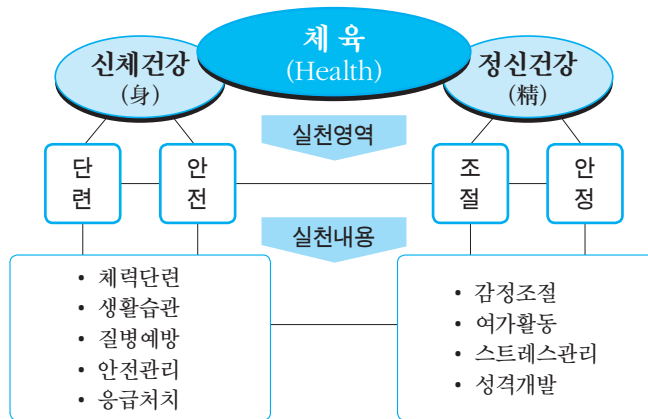 체 육
(Health)
신체건강
(身)
정신건강
(精)
실천영역
단련
안전
조절
안정
실천내용
• 체력단련
• 생활습관
• 질병예방
• 안전관리
• 응급처치
• 감정조절
• 여가활동
• 스트레스관리
• 성격개발